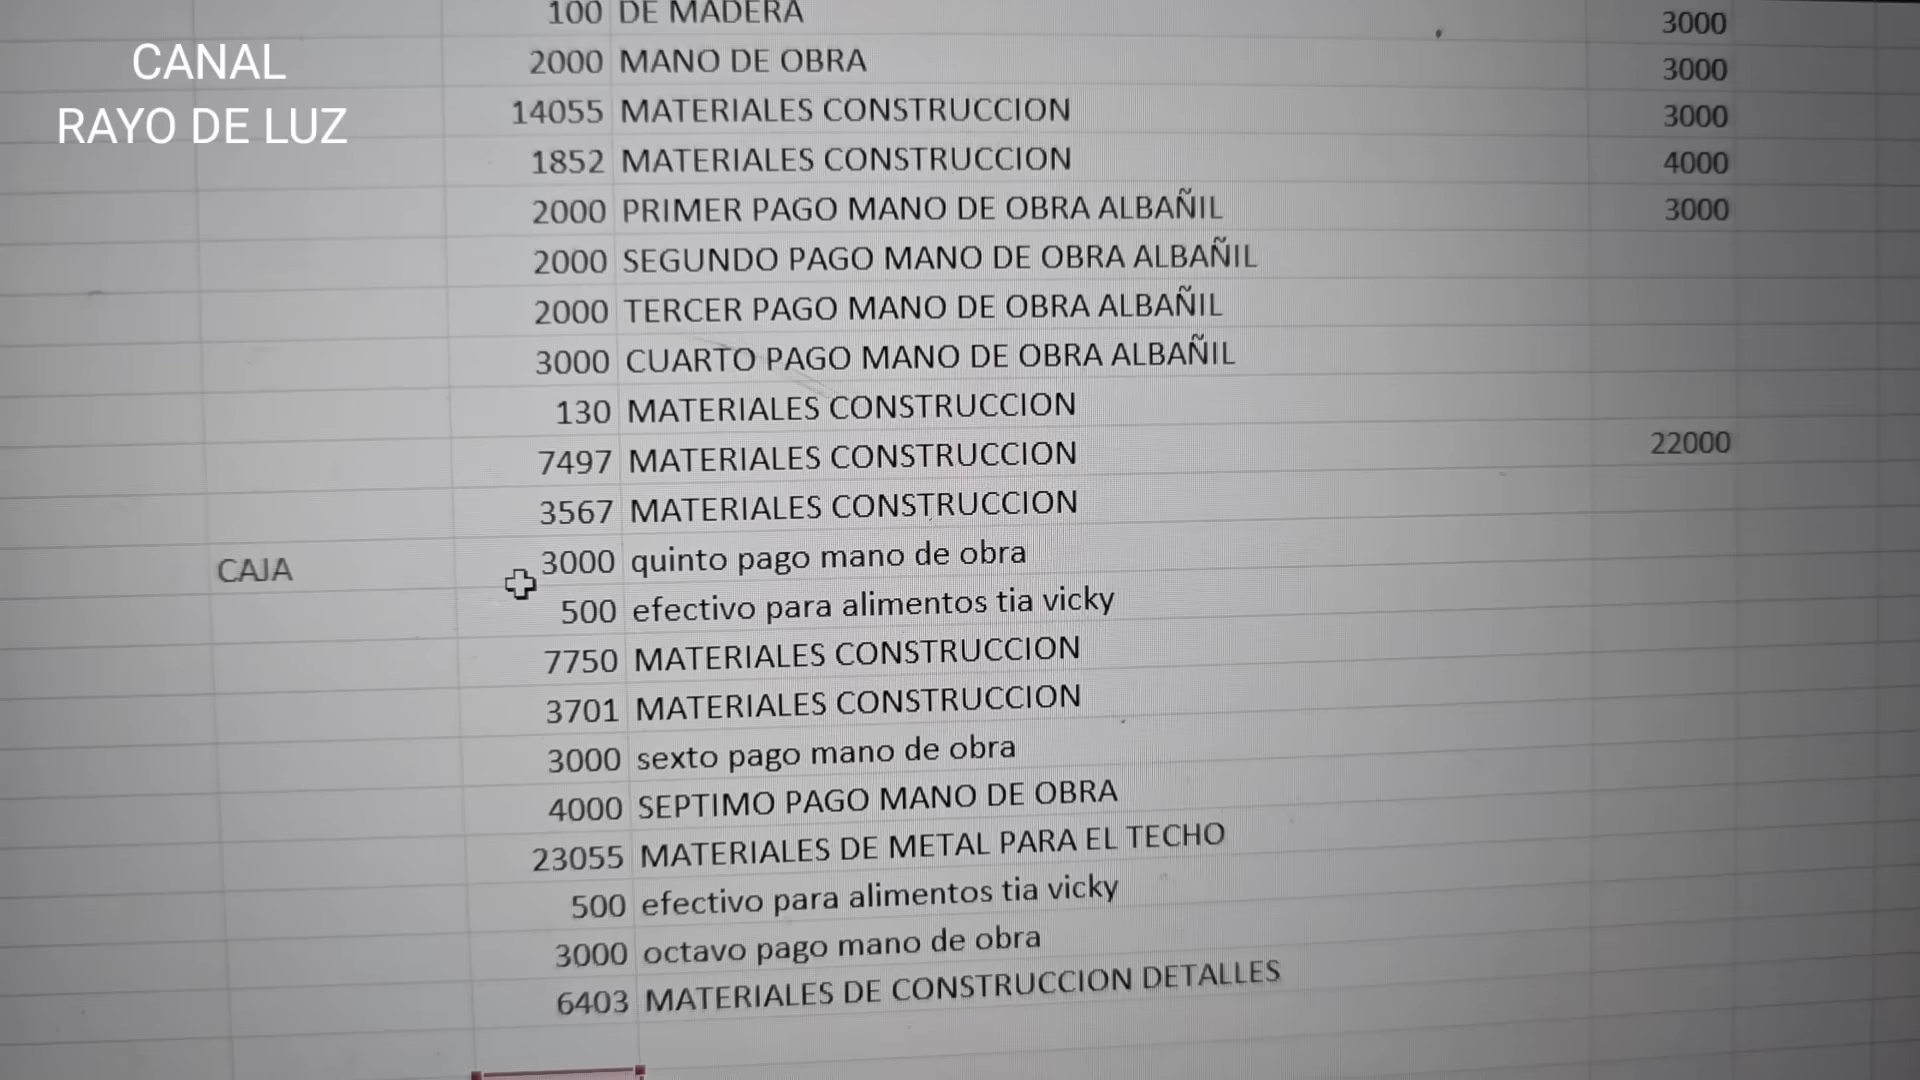 CANAL
RAYO DE LUZ
100 DE MADERA 3000
2000 MANO DE OBRA 3000
14055 MATERIALES CONSTRUCCION 3000
1852 MATERIALES CONSTRUCCION 4000
2000 PRIMER PAGO MANO DE OBRA ALBAÑIL 3000
2000 SEGUNDO PAGO MANO DE OBRA ALBAÑIL
2000 TERCER PAGO MANO DE OBRA ALBAÑIL
3000 CUARTO PAGO MANO DE OBRA ALBAÑIL
130 MATERIALES CONSTRUCCION
7497 MATERIALES CONSTRUCCION 22000
3567 MATERIALES CONSTRUCCION
CAJA 3000 quinto pago mano de obra
500 efectivo para alimentos tia vicky
7750 MATERIALES CONSTRUCCION
3701 MATERIALES CONSTRUCCION
3000 sexto pago mano de obra
4000 SEPTIMO PAGO MANO DE OBRA
23055 MATERIALES DE METAL PARA EL TECHO
500 efectivo para alimentos tia vicky
3000 octavo pago mano de obra
6403 MATERIALES DE CONSTRUCCION DETALLES